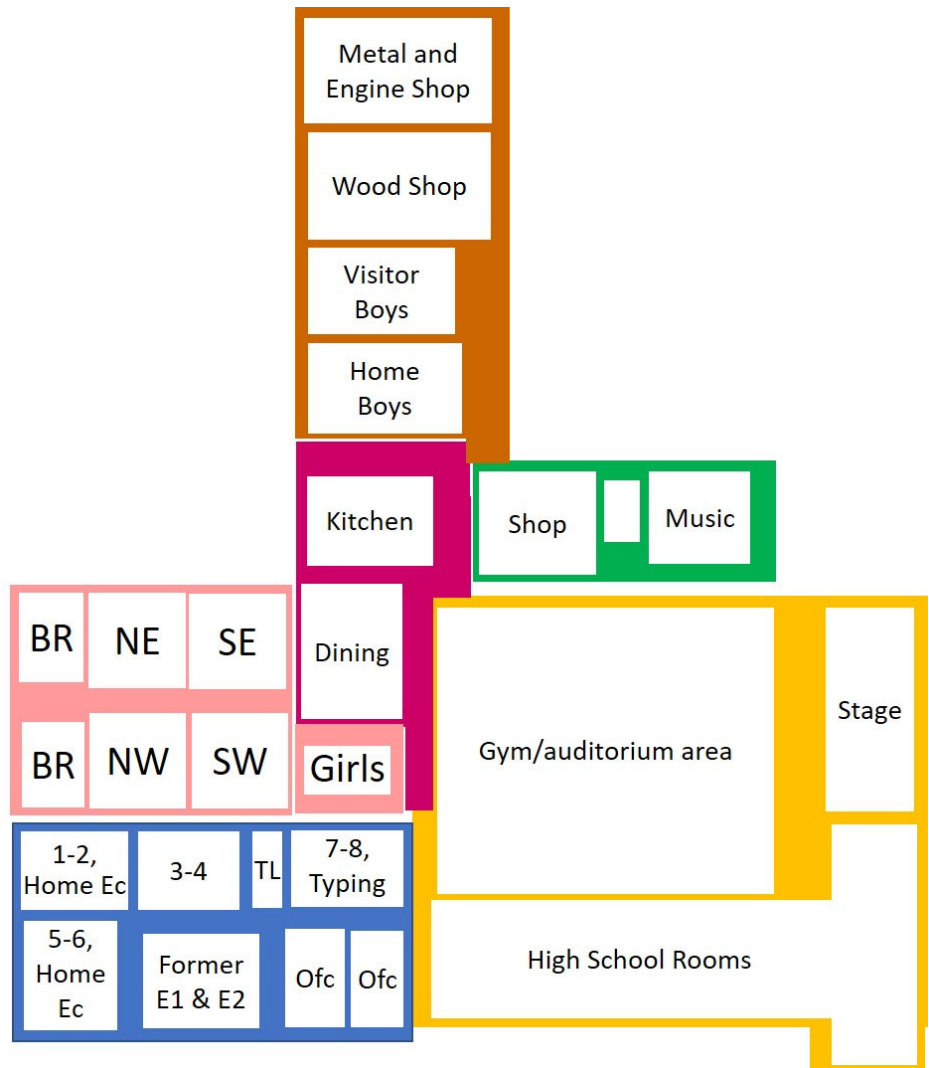 Metal and
Engine Shop
Wood Shop
Visitor
Boys
Home
Boys
Kitchen
Shop
Music
BR
NE
SE
Dining
Stage
BR
NW
SW
Girls
Gym/auditorium area
1-2,
Home Ec
3-4
TL
7-8,
Typing
5-6,
Home
Ec
Former
E1 & E2
Ofc
Ofc
High School Rooms